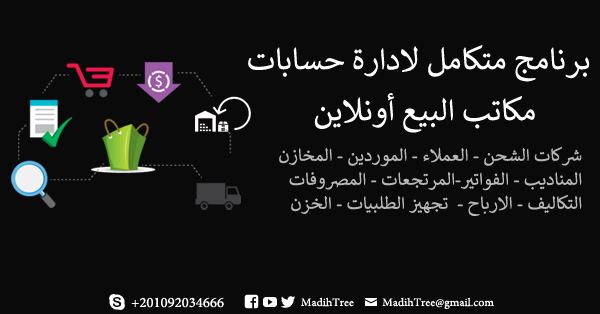 برنامج متكامل لادارة حسابات
مكاتب البيع أونلاين
شركات الشحن - العملاء - الموردين - المخازن
المناديب - الفواتير-المرتجعات - المصروفات
التكاليف - الارباح - تجهيز الطلبيات - الخزن
+201092034666 MadihTree MadihTree@gmail.com